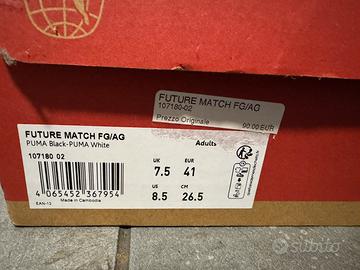 FUTURE MATCH FG/AG
107180-02
Prezzo Originale
90.00 EUR
FUTURE MATCH FG/AG
PUMA Black-PUMA White
107180 02
Adults
UK EUR
7.5 41
US CM
8.5 26.5
4 065452 367954
EAN-13
Made in Cambodia
subito